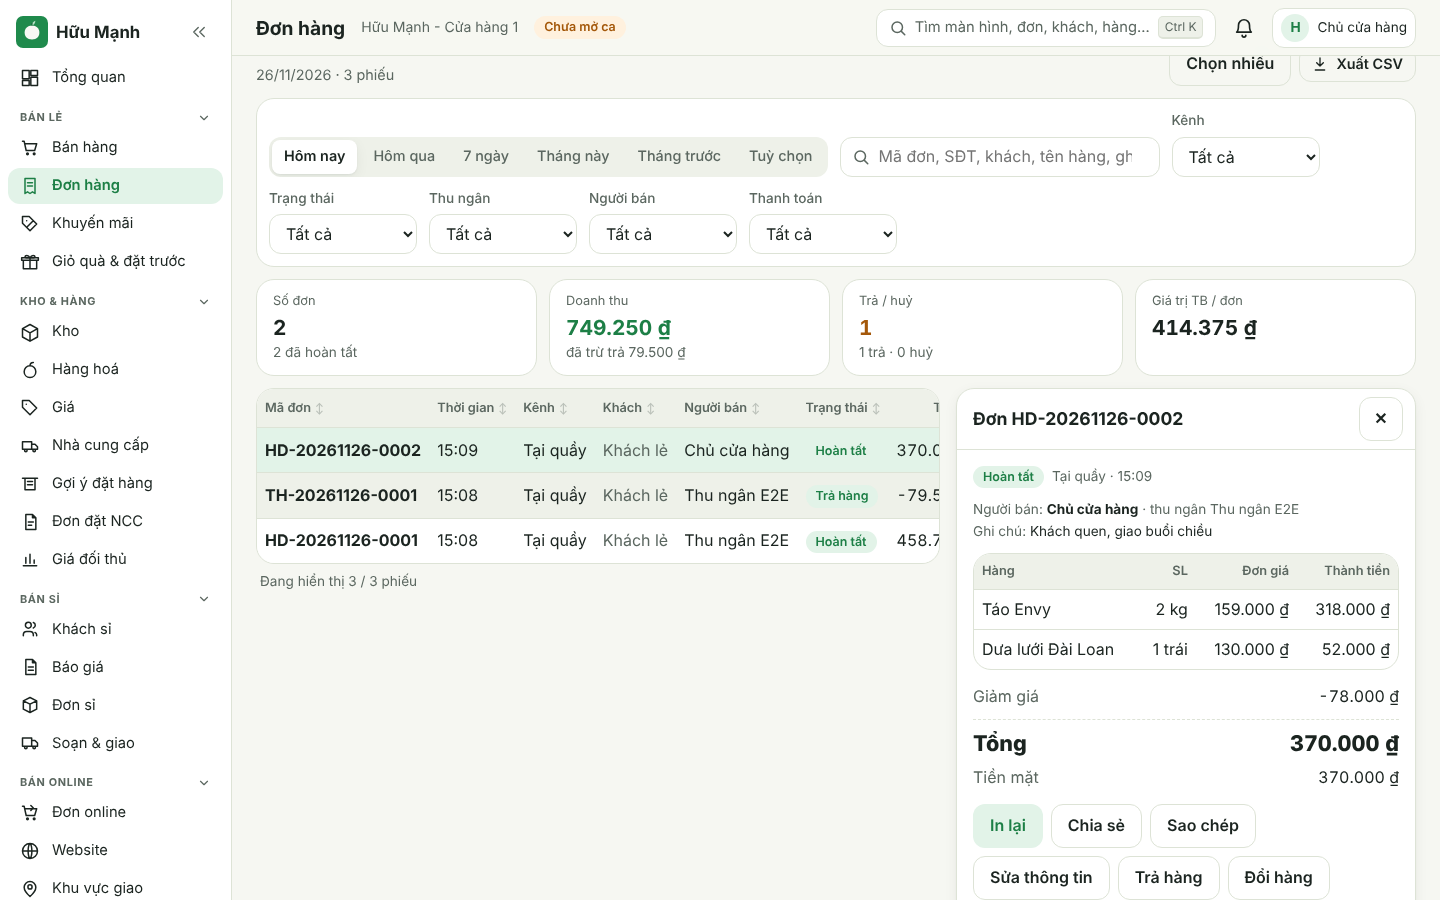 Hữu Mạnh
Tổng quan
BÁN LẺ
Bán hàng
Đơn hàng
Khuyến mãi
Giỏ quà & đặt trước
KHO & HÀNG
Kho
Hàng hoá
Giá
Nhà cung cấp
Gợi ý đặt hàng
Đơn đặt NCC
Giá đối thủ
BÁN SỈ
Khách sỉ
Báo giá
Đơn sỉ
Soạn & giao
BÁN ONLINE
Đơn online
Website
Khu vực giao
Đơn hàng Hữu Mạnh - Cửa hàng 1 Chưa mở ca Tìm màn hình, đơn, khách, hàng... Ctrl K H Chủ cửa hàng
26/11/2026 · 3 phiếu Chọn nhiều Xuất CSV
Kênh
Hôm nay Hôm qua 7 ngày Tháng này Tháng trước Tuỳ chọn Mã đơn, SĐT, khách, tên hàng, gh Tất cả
Trạng thái Thu ngân Người bán Thanh toán
Tất cả Tất cả Tất cả Tất cả
Số đơn Doanh thu Trả / huỷ Giá trị TB / đơn
2 749.250 ₫ 1 414.375 ₫
2 đã hoàn tất đã trừ trả 79.500 ₫ 1 trả · 0 huỷ
Mã đơn Thời gian Kênh Khách Người bán Trạng thái T
HD-20261126-0002 15:09 Tại quầy Khách lẻ Chủ cửa hàng Hoàn tất 370.0
TH-20261126-0001 15:08 Tại quầy Khách lẻ Thu ngân E2E Trả hàng -79.5
HD-20261126-0001 15:08 Tại quầy Khách lẻ Thu ngân E2E Hoàn tất 458.7
Đang hiển thị 3 / 3 phiếu
Đơn HD-20261126-0002
Hoàn tất Tại quầy · 15:09
Người bán: Chủ cửa hàng · thu ngân Thu ngân E2E
Ghi chú: Khách quen, giao buổi chiều
Hàng SL Đơn giá Thành tiền
Táo Envy 2 kg 159.000 ₫ 318.000 ₫
Dưa lưới Đài Loan 1 trái 130.000 ₫ 52.000 ₫
Giảm giá -78.000 ₫
Tổng 370.000 ₫
Tiền mặt 370.000 ₫
In lại Chia sẻ Sao chép
Sửa thông tin Trả hàng Đổi hàng